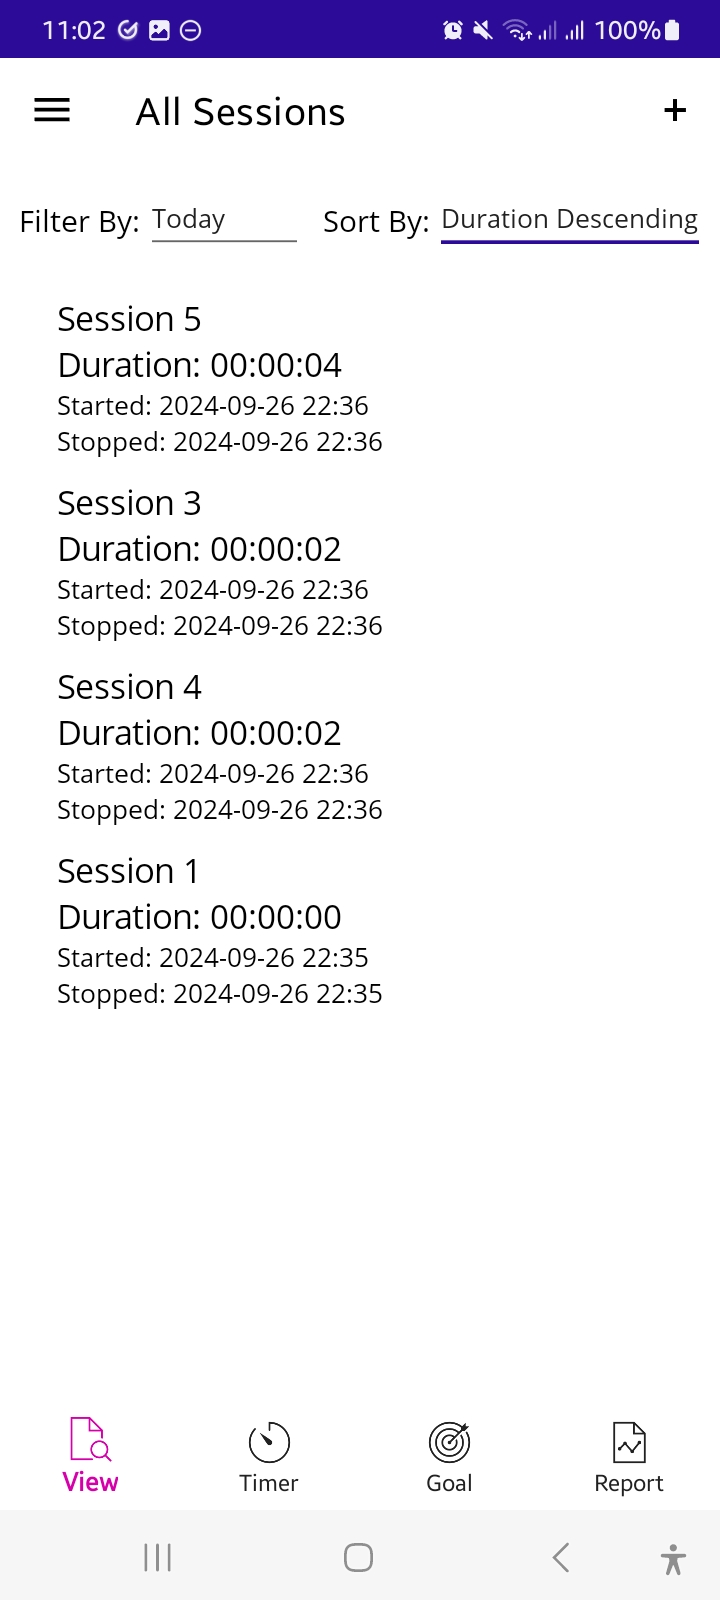 11:02 100%
All Sessions +
Filter By: Today Sort By: Duration Descending
Session 5
Duration: 00:00:04
Started: 2024-09-26 22:36
Stopped: 2024-09-26 22:36
Session 3
Duration: 00:00:02
Started: 2024-09-26 22:36
Stopped: 2024-09-26 22:36
Session 4
Duration: 00:00:02
Started: 2024-09-26 22:36
Stopped: 2024-09-26 22:36
Session 1
Duration: 00:00:00
Started: 2024-09-26 22:35
Stopped: 2024-09-26 22:35
View Timer Goal Report